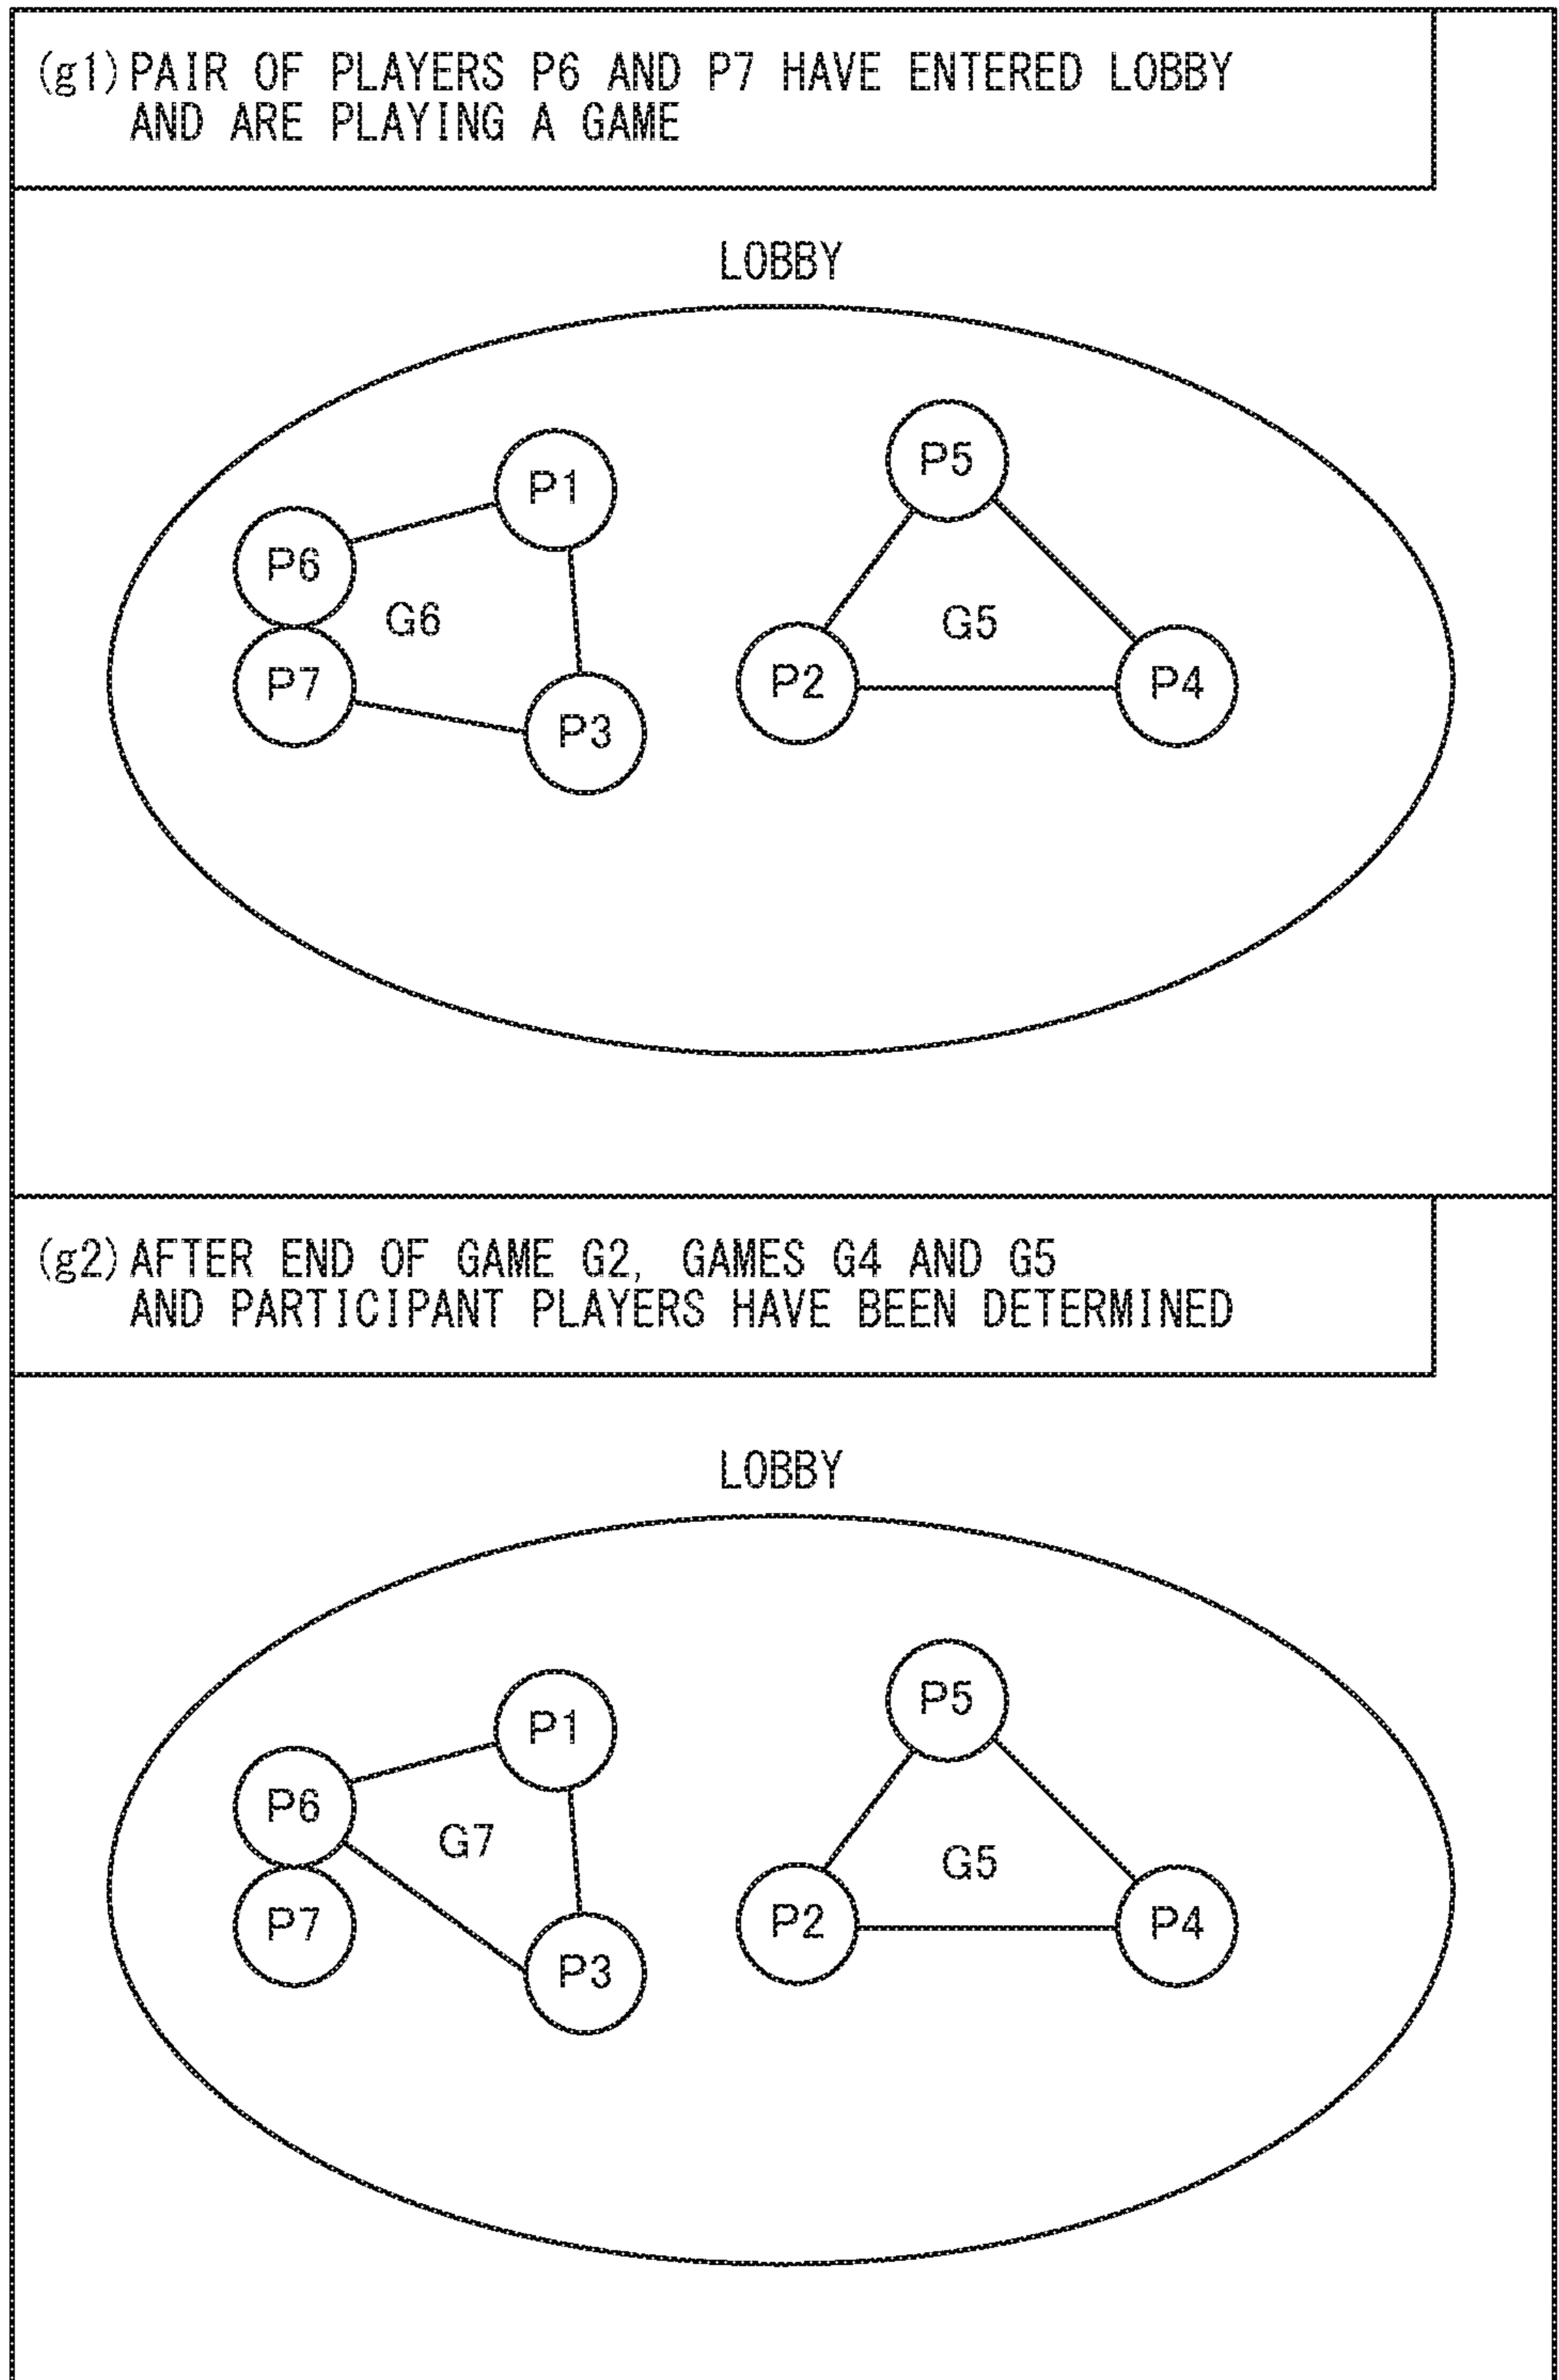 (g1) PAIR OF PLAYERS P6 AND P7 HAVE ENTERED LOBBY
AND ARE PLAYING A GAME
LOBBY
P1
P5
P6
G6
G5
P7
P2
P4
P3
(g2) AFTER END OF GAME G2, GAMES G4 AND G5
AND PARTICIPANT PLAYERS HAVE BEEN DETERMINED
LOBBY
P5
P1
P6
G7
G5
P7
P2
P4
P3